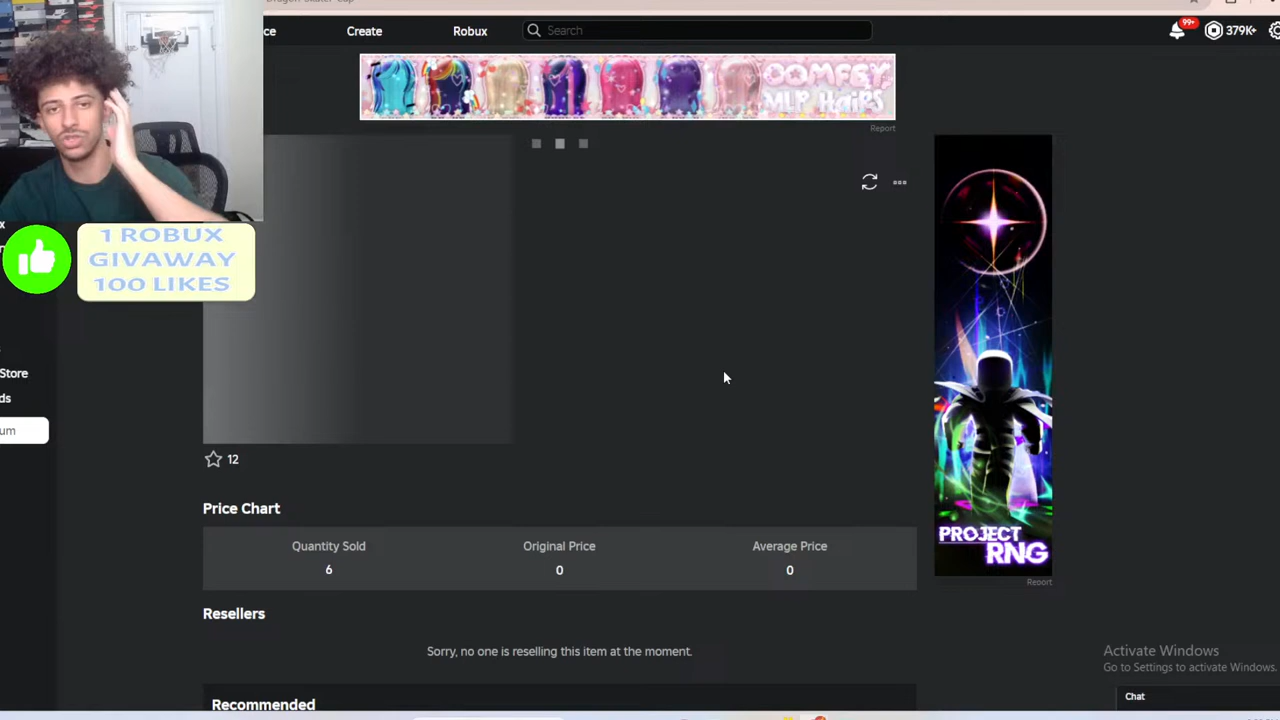 ce
Create
Robux
Search
99+
379K+
OOMFEY
MLP HAIRS
Report
1 ROBUX
GIVAWAY
100 LIKES
12
Store
ds
um
Price Chart
Quantity Sold
Original Price
Average Price
6
0
0
Resellers
Sorry, no one is reselling this item at the moment.
Recommended
PROJECT
RNG
Report
Activate Windows
Go to Settings to activate Windows.
Chat